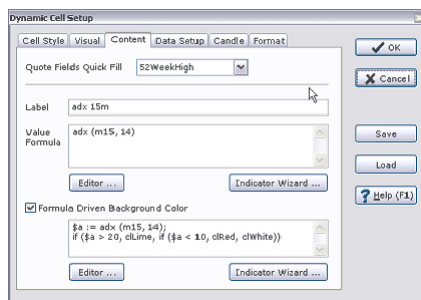 Dynamic Cell Setup
Cell Style Visual Content Data Setup Candle Format
Quote Fields Quick Fill 52WeekHigh
Label adx 15m
Value Formula adx (m15, 14)
Editor ... Indicator Wizard ...
Formula Driven Background Color
$a := adx (m15, 14);
if ($a > 20, clLime, if ($a < 10, clRed, clWhite))
Editor ... Indicator Wizard ...
OK
Cancel
Save
Load
? Help (F1)